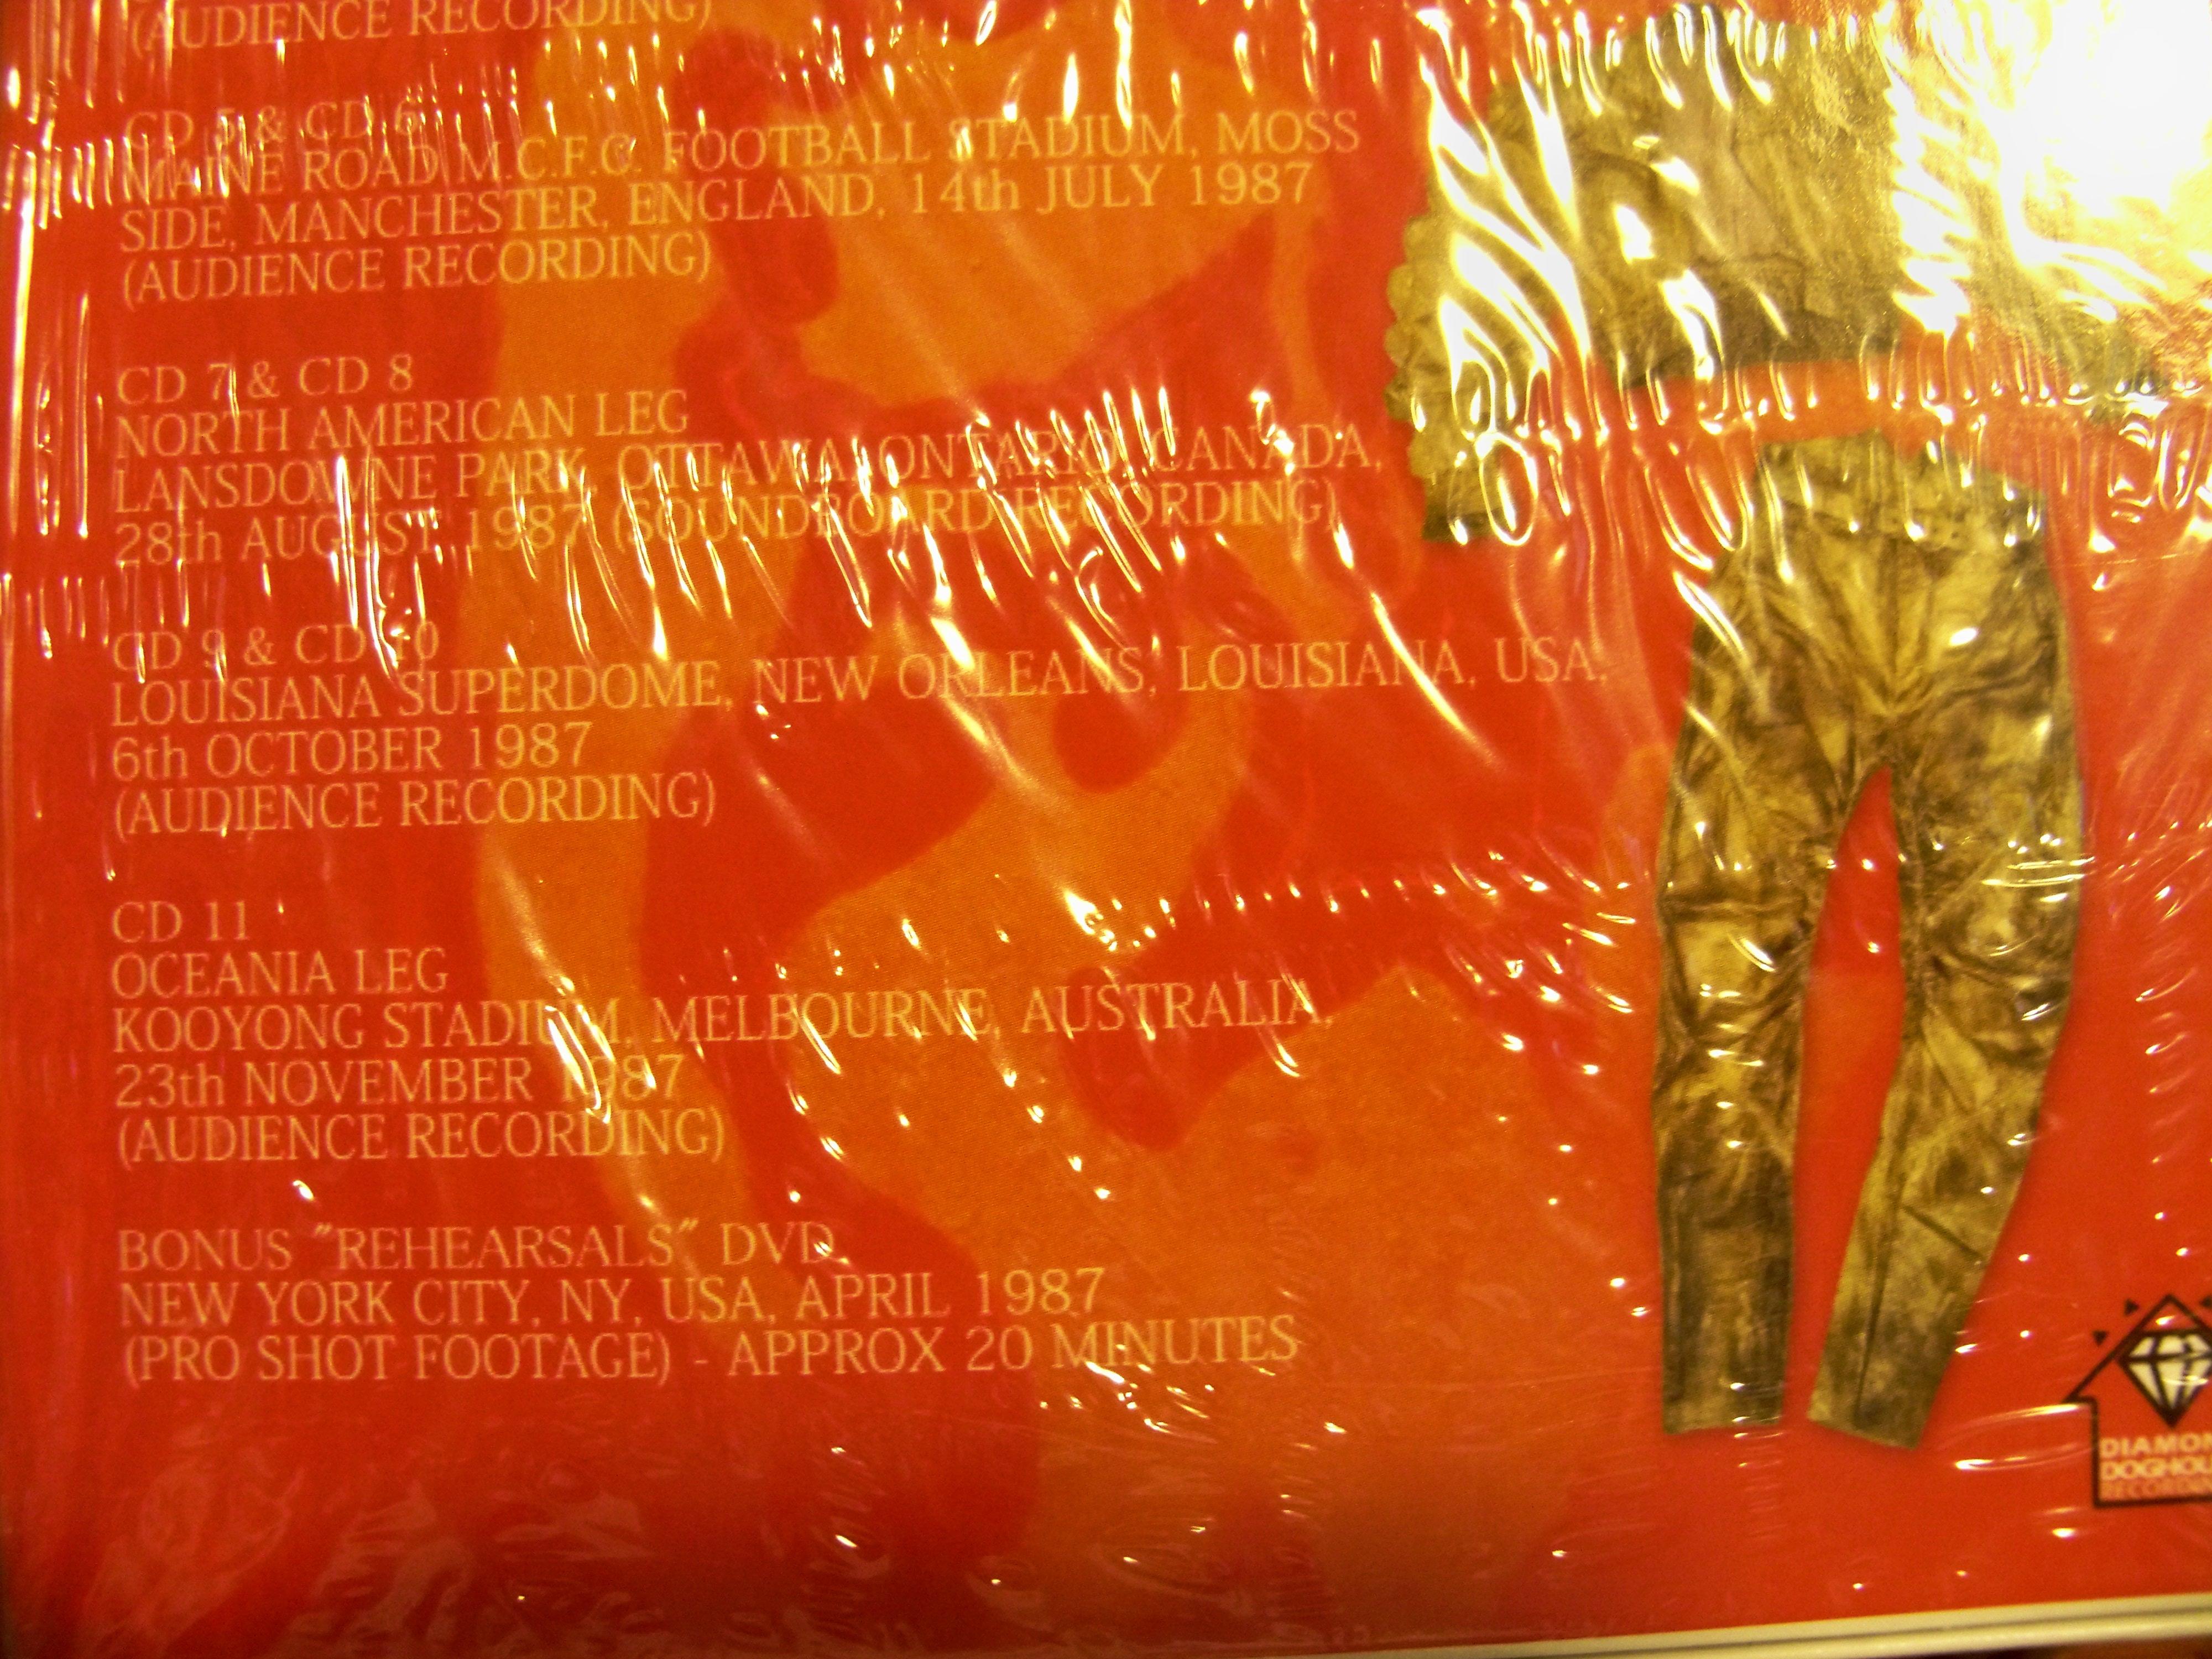 (AUDIENCE RECORDING)
CD 5 & CD 6
MAINE ROAD M.C.F.C. FOOTBALL STADIUM, MOSS
SIDE, MANCHESTER, ENGLAND, 14th JULY 1987
(AUDIENCE RECORDING)
CD 7 & CD 8
NORTH AMERICAN LEG
LANSDOWNE PARK, OTTAWA, ONTARIO, CANADA,
28th AUGUST 1987 (SOUNDBOARD RECORDING)
CD 9 & CD 10
LOUISIANA SUPERDOME, NEW ORLEANS, LOUISIANA, USA,
6th OCTOBER 1987
(AUDIENCE RECORDING)
CD 11
OCEANIA LEG
KOOYONG STADIUM, MELBOURNE, AUSTRALIA,
23th NOVEMBER 1987
(AUDIENCE RECORDING)
BONUS "REHEARSALS" DVD,
NEW YORK CITY, NY, USA, APRIL 1987
(PRO SHOT FOOTAGE) - APPROX 20 MINUTES
DIAMON
DOGHOU
RECORD